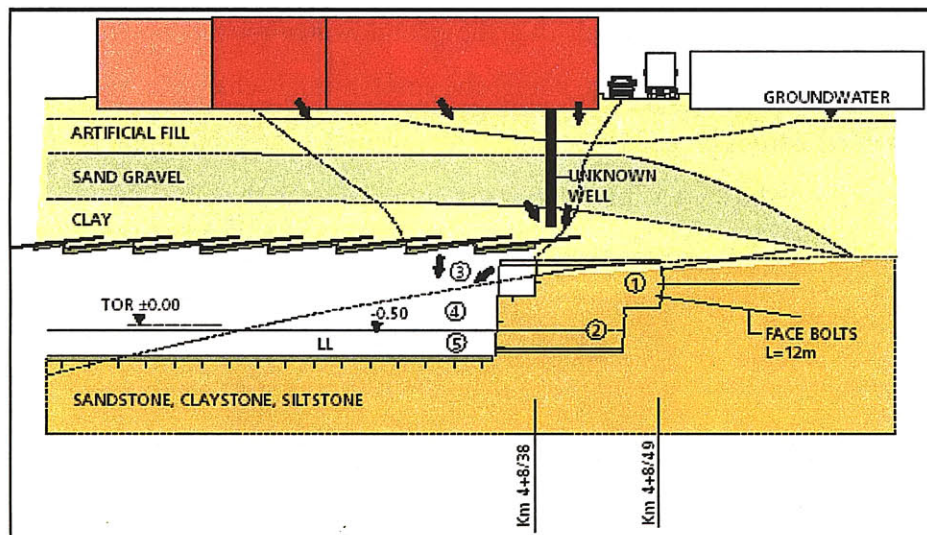 GROUNDWATER
ARTIFICIAL FILL
SAND GRAVEL
UNKNOWN
WELL
CLAY
③
①
TOR ±0.00
④
-0.50
②
LL
⑤
FACE BOLTS
L=12m
SANDSTONE, CLAYSTONE, SILTSTONE
Km 4+8/38
Km 4+8/49